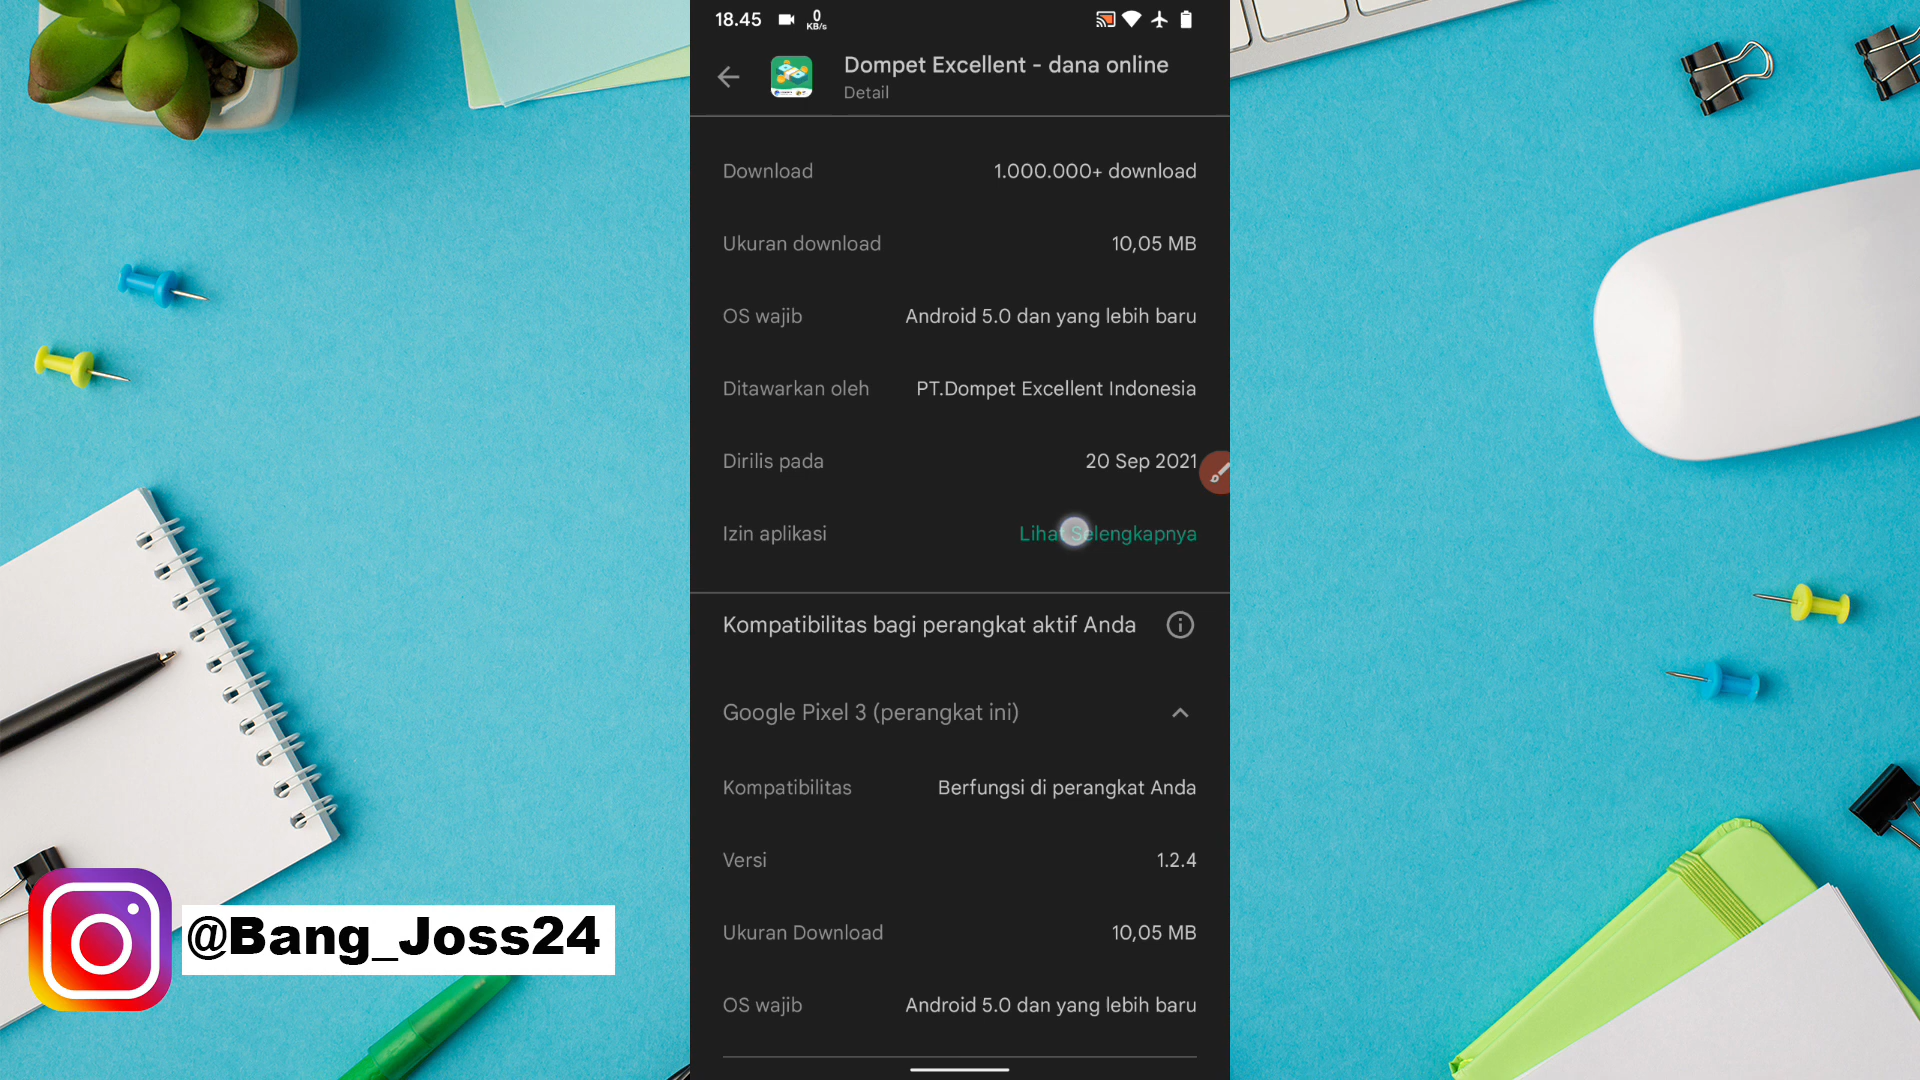 18.45
0
KB/s
Dompet Excellent - dana online
Detail
Download 1.000.000+ download
Ukuran download 10,05 MB
OS wajib Android 5.0 dan yang lebih baru
Ditawarkan oleh PT.Dompet Excellent Indonesia
Dirilis pada 20 Sep 2021
Izin aplikasi Lihat Selengkapnya
Kompatibilitas bagi perangkat aktif Anda
Google Pixel 3 (perangkat ini)
Kompatibilitas Berfungsi di perangkat Anda
Versi 1.2.4
Ukuran Download 10,05 MB
OS wajib Android 5.0 dan yang lebih baru
@Bang_Joss24